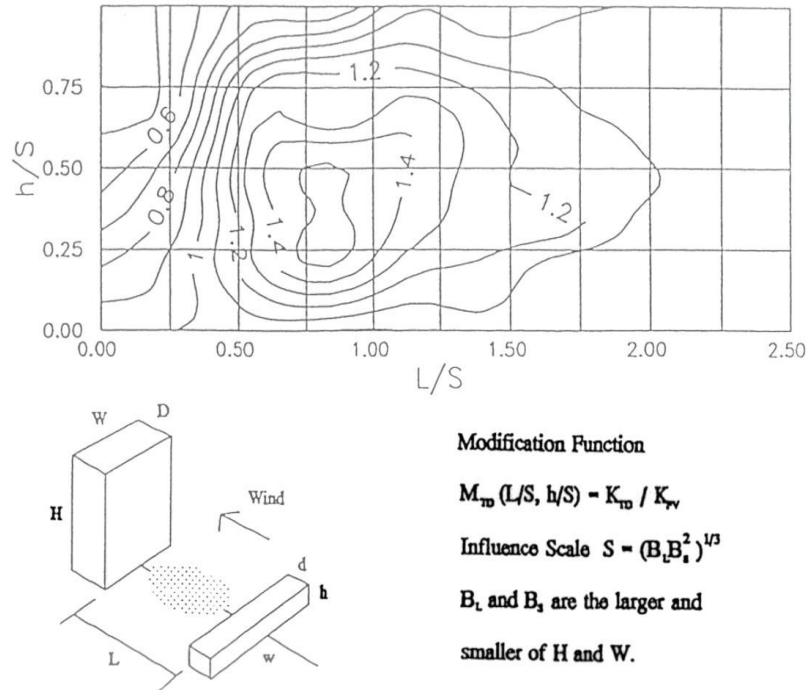 0.75
0.50
0.25
0.00
h/S
0.6
0.8
1
1.2
1.2
1.2
1.4
1.4
0.00
0.50
1.00
1.50
2.00
2.50
L/S
W
D
H
Wind
d
h
L
w
Modification Function
M_TD (L/S, h/S) = K_TD / K_PV
Influence Scale S = (B_L B_s^2)^1/3
B_L and B_s are the larger and
smaller of H and W.